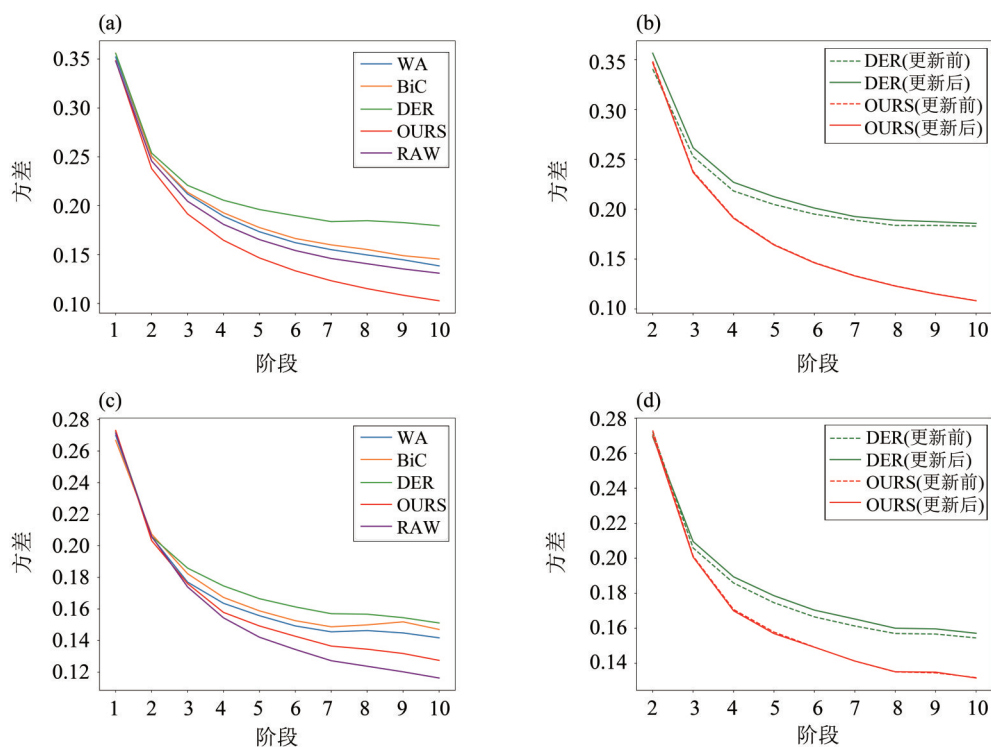 (a)
0.35
0.30
0.25
0.20
0.15
0.10
方差
WA
BiC
DER
OURS
RAW
1 2 3 4 5 6 7 8 9 10
阶段
(b)
0.35
0.30
0.25
0.20
0.15
0.10
方差
DER(更新前)
DER(更新后)
OURS(更新前)
OURS(更新后)
2 3 4 5 6 7 8 9 10
阶段
(c)
0.28
0.26
0.24
0.22
0.20
0.18
0.16
0.14
0.12
方差
WA
BiC
DER
OURS
RAW
1 2 3 4 5 6 7 8 9 10
阶段
(d)
0.28
0.26
0.24
0.22
0.20
0.18
0.16
0.14
方差
DER(更新前)
DER(更新后)
OURS(更新前)
OURS(更新后)
2 3 4 5 6 7 8 9 10
阶段